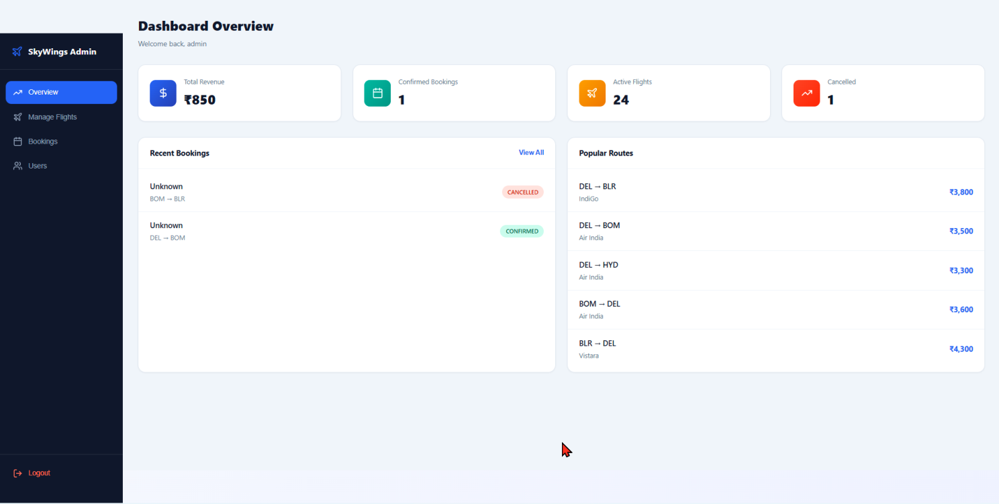 SkyWings Admin
Overview
Manage Flights
Bookings
Users
Logout
Dashboard Overview
Welcome back, admin
Total Revenue
₹850
Confirmed Bookings
1
Active Flights
24
Cancelled
1
Recent Bookings
View All
Unknown
BOM → BLR
CANCELLED
Unknown
DEL → BOM
CONFIRMED
Popular Routes
DEL → BLR
IndiGo
₹3,800
DEL → BOM
Air India
₹3,500
DEL → HYD
Air India
₹3,300
BOM → DEL
Air India
₹3,600
BLR → DEL
Vistara
₹4,300